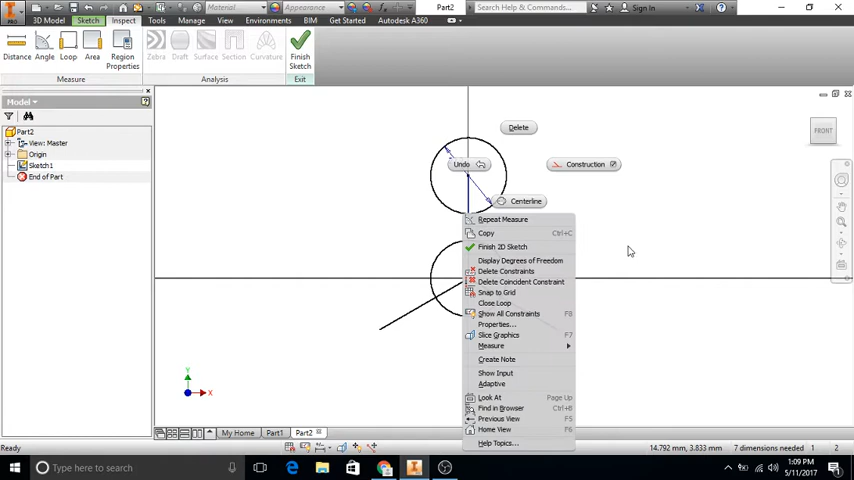 PRO
Material
Appearance
Part2
Search Help & Commands...
Sign In
3D Model
Sketch
Inspect
Tools
Manage
View
Environments
BIM
Get Started
Autodesk A360
Distance
Angle
Loop
Area
Region Properties
Zebra
Draft
Surface
Section
Curvature
Finish Sketch
Measure
Analysis
Exit
Model
Part2
View: Master
Origin
Sketch1
End of Part
FRONT
Delete
Undo
Construction
Centerline
Repeat Measure
Copy Ctrl+C
Finish 2D Sketch
Display Degrees of Freedom
Delete Constraints
Delete Coincident Constraint
Snap to Grid
Close Loop
Show All Constraints F8
Properties...
Slice Graphics F7
Measure
Create Note
Show Input
Adaptive
Look At Page Up
Find in Browser Ctrl+B
Previous View F5
Home View F6
Help Topics...
Y
X
My Home
Part1
Part2
Ready
14.792 mm, 3.833 mm
7 dimensions needed
1
2
Type here to search
1:09 PM
5/11/2017